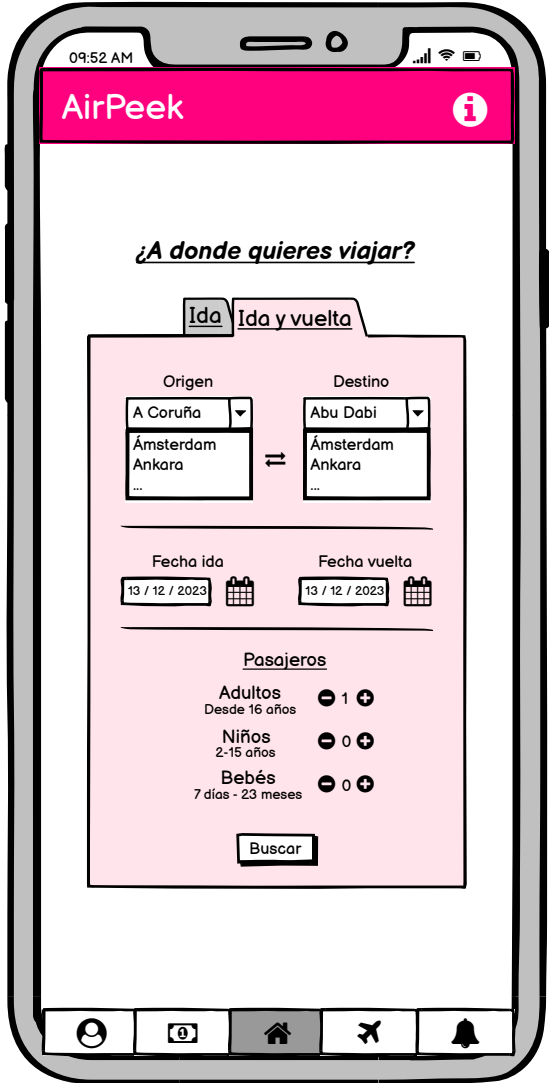 09:52 AM
AirPeek
¿A donde quieres viajar?
Ida
Ida y vuelta
Origen
Destino
A Coruña
Abu Dabi
Ámsterdam
Ankara
...
Ámsterdam
Ankara
...
Fecha ida
Fecha vuelta
13 / 12 / 2023
13 / 12 / 2023
Pasajeros
Adultos
Desde 16 años
1
Niños
2-15 años
0
Bebés
7 días - 23 meses
0
Buscar